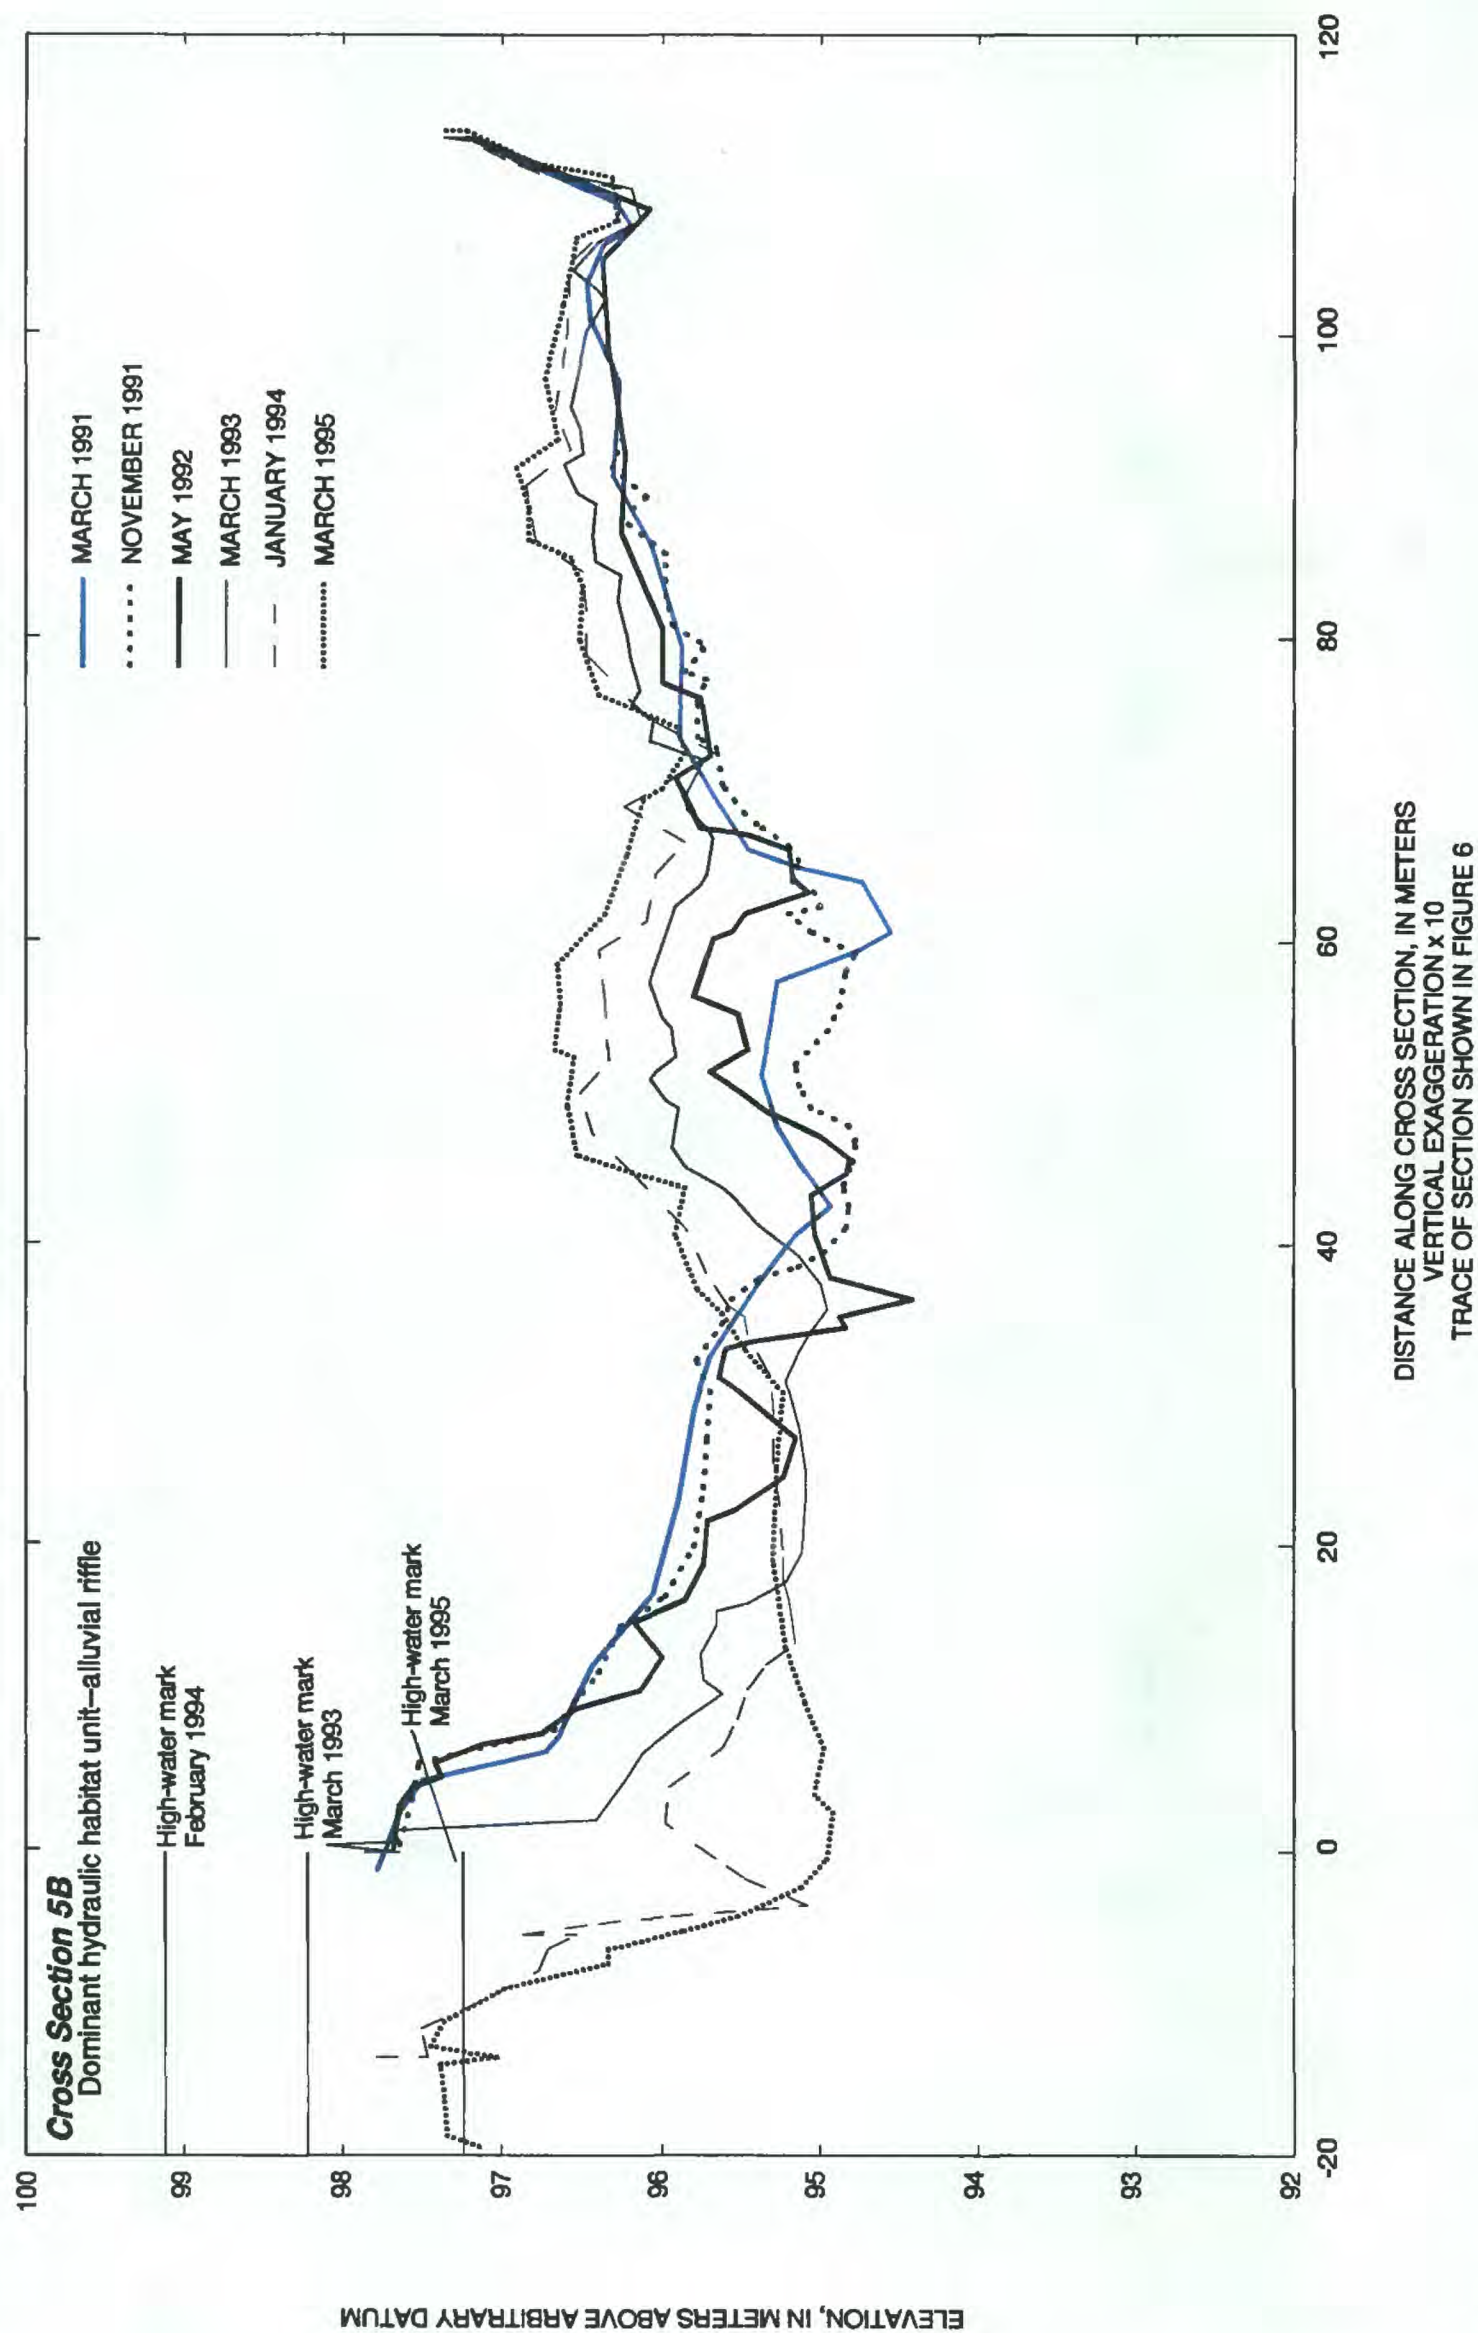 Cross Section 5B
Dominant hydraulic habitat unit–alluvial riffle
High-water mark
February 1994
High-water mark
March 1993
High-water mark
March 1995
MARCH 1991
NOVEMBER 1991
MAY 1992
MARCH 1993
JANUARY 1994
MARCH 1995
ELEVATION, IN METERS ABOVE ARBITRARY DATUM
100
99
98
97
96
95
94
93
92
-20
0
20
40
60
80
100
120
DISTANCE ALONG CROSS SECTION, IN METERS
VERTICAL EXAGGERATION x 10
TRACE OF SECTION SHOWN IN FIGURE 6